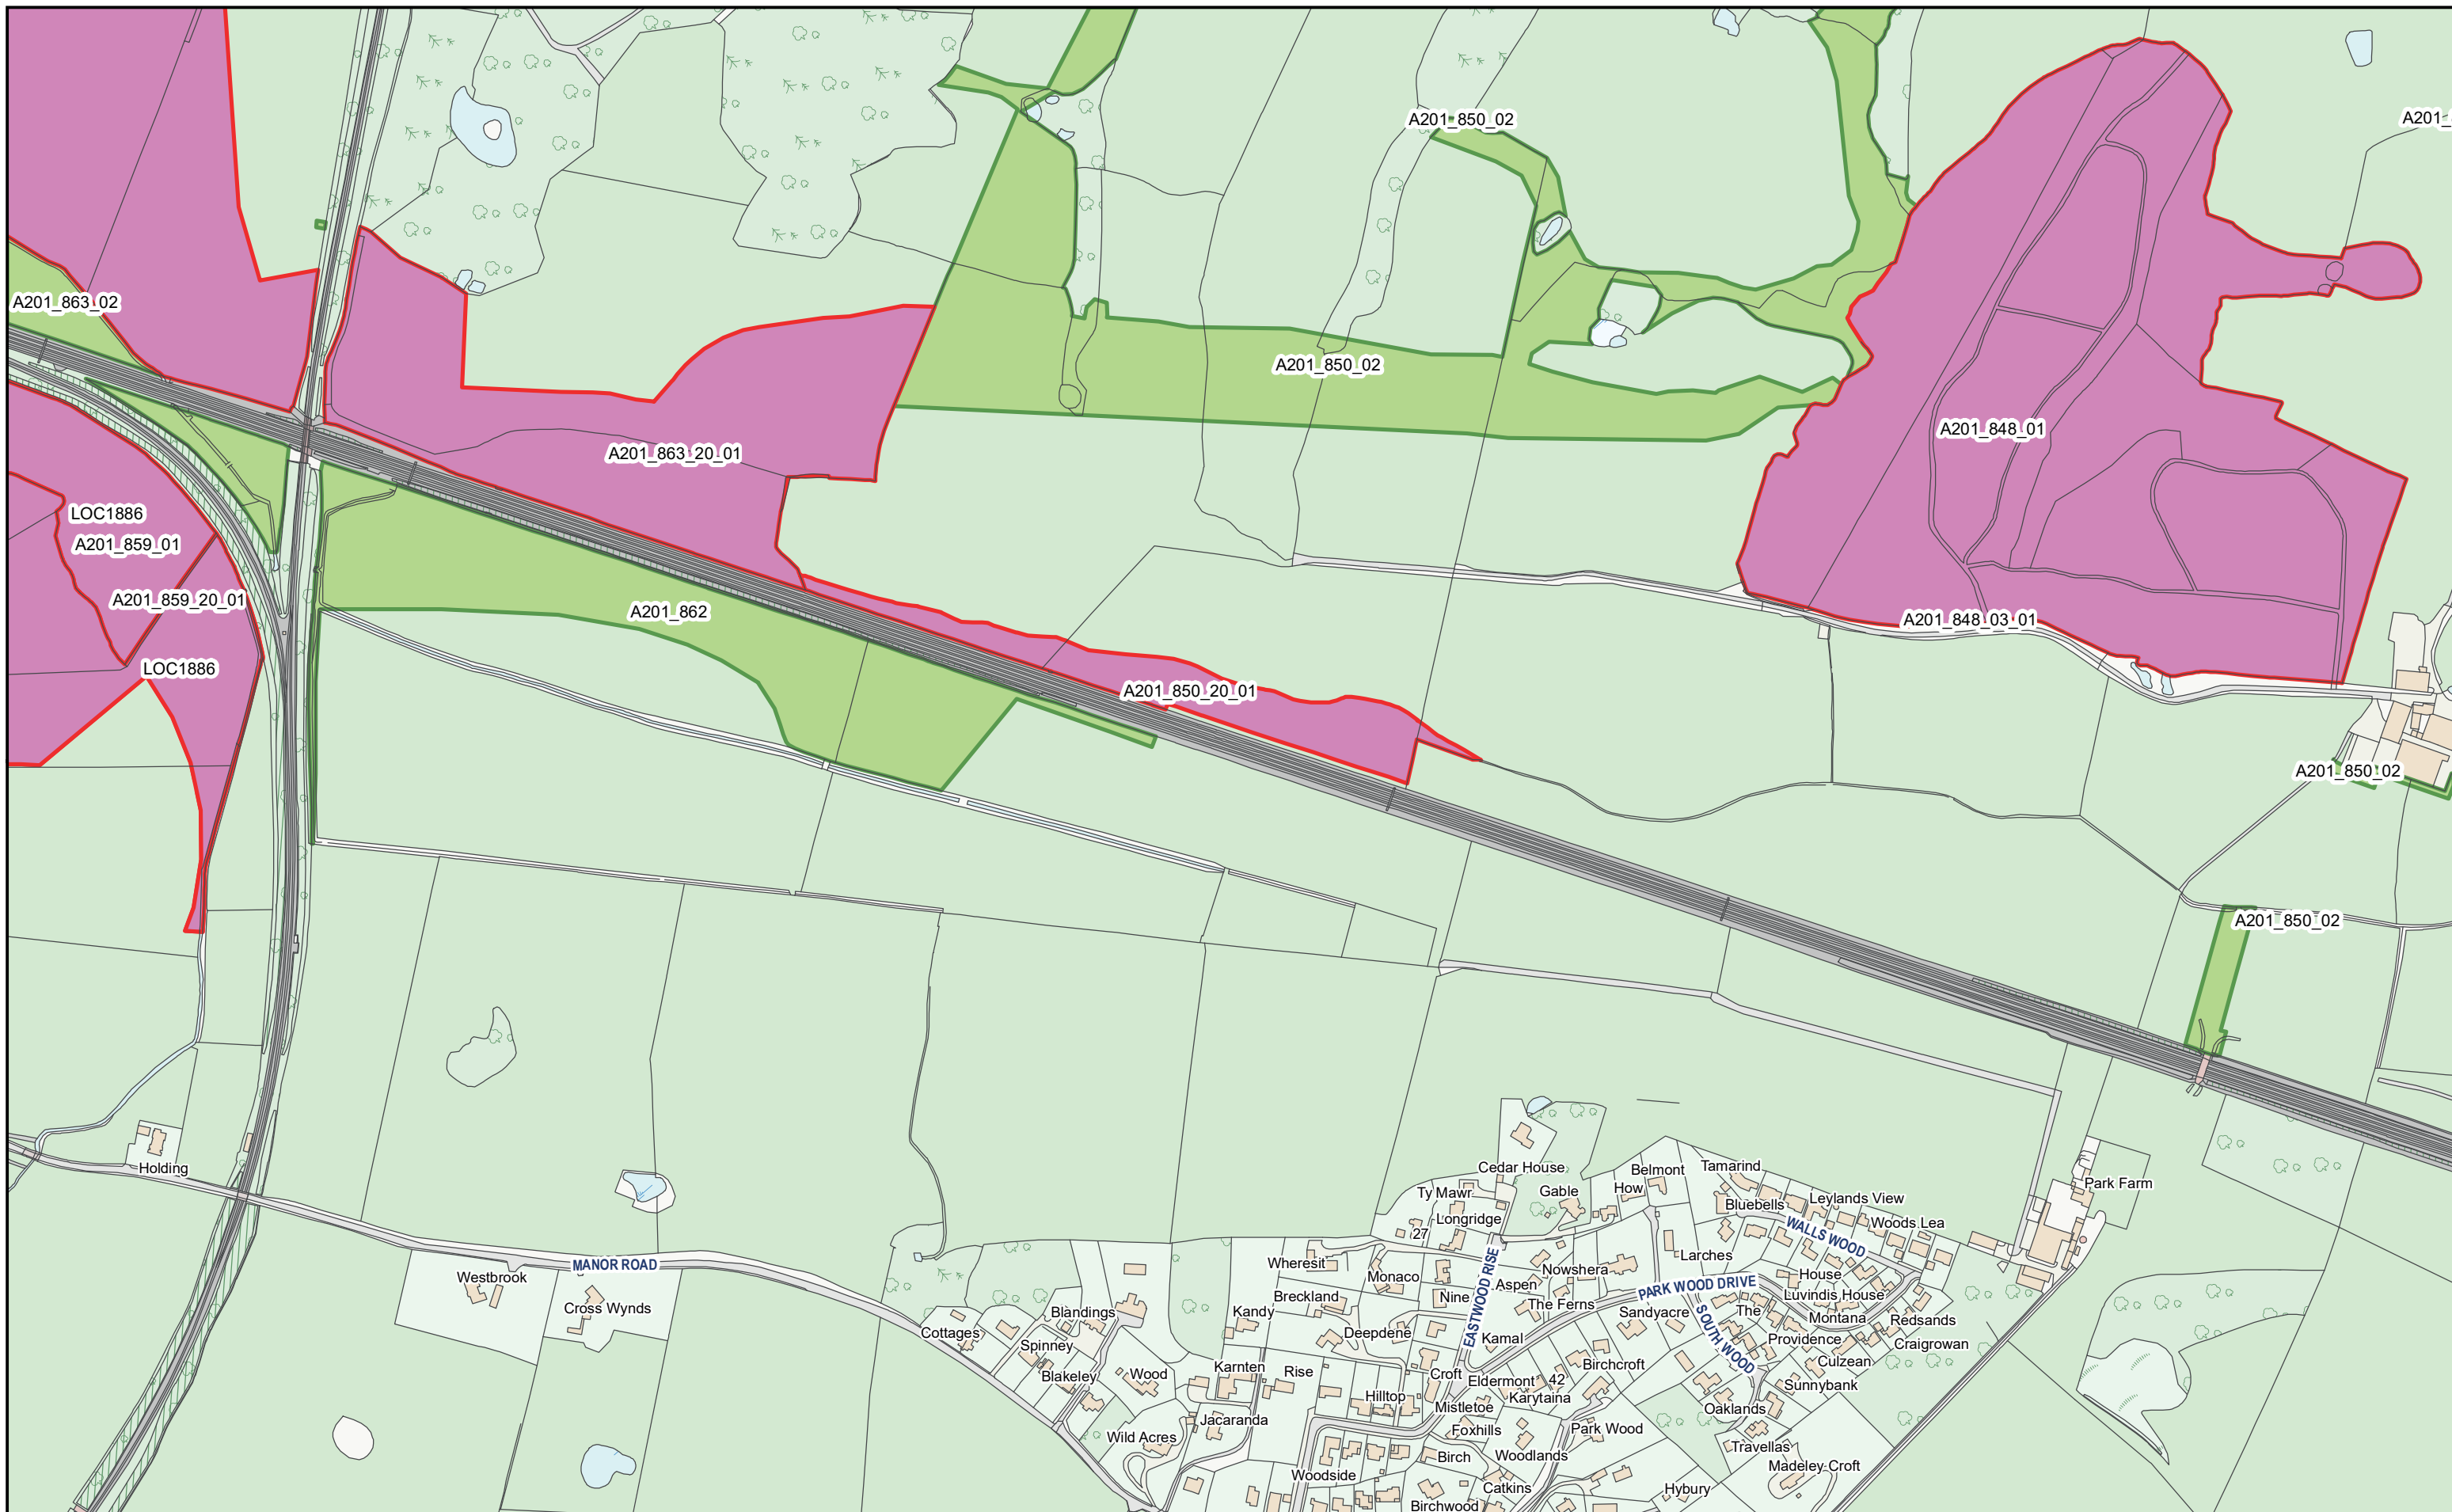 A201_850_02
A201_
A201_863_02
A201_850_02
A201_848_01
A201_863_20_01
LOC1886
A201_859_01
A201_859_20_01
A201_862
A201_848_03_01
LOC1886
A201_850_20_01
A201_850_02
A201_850_02
Holding
Cedar House
Belmont
Tamarind
Park Farm
Ty Mawr
Gable
How
Leylands View
Bluebells
27
Longridge
WALLS WOOD
Woods Lea
MANOR ROAD
Wheresit
Larches
Westbrook
Monaco
Nowshera
Aspen
House
Cross Wynds
Breckland
Nine
EASTWOOD RISE
PARK WOOD DRIVE
Luvindis House
Blandings
Kandy
The Ferns
Sandyacre
The
Montana
Redsands
Cottages
Deepdene
Kamal
SOUTH WOOD
Providence
Craigrowan
Spinney
Birchcroft
Culzean
Blakeley
Wood
Karnten
Rise
Croft
Eldermont
42
Sunnybank
Hilltop
Karytaina
Mistletoe
Oaklands
Jacaranda
Foxhills
Park Wood
Wild Acres
Birch
Woodlands
Travellas
Woodside
Madeley Croft
Catkins
Hybury
Birchwood